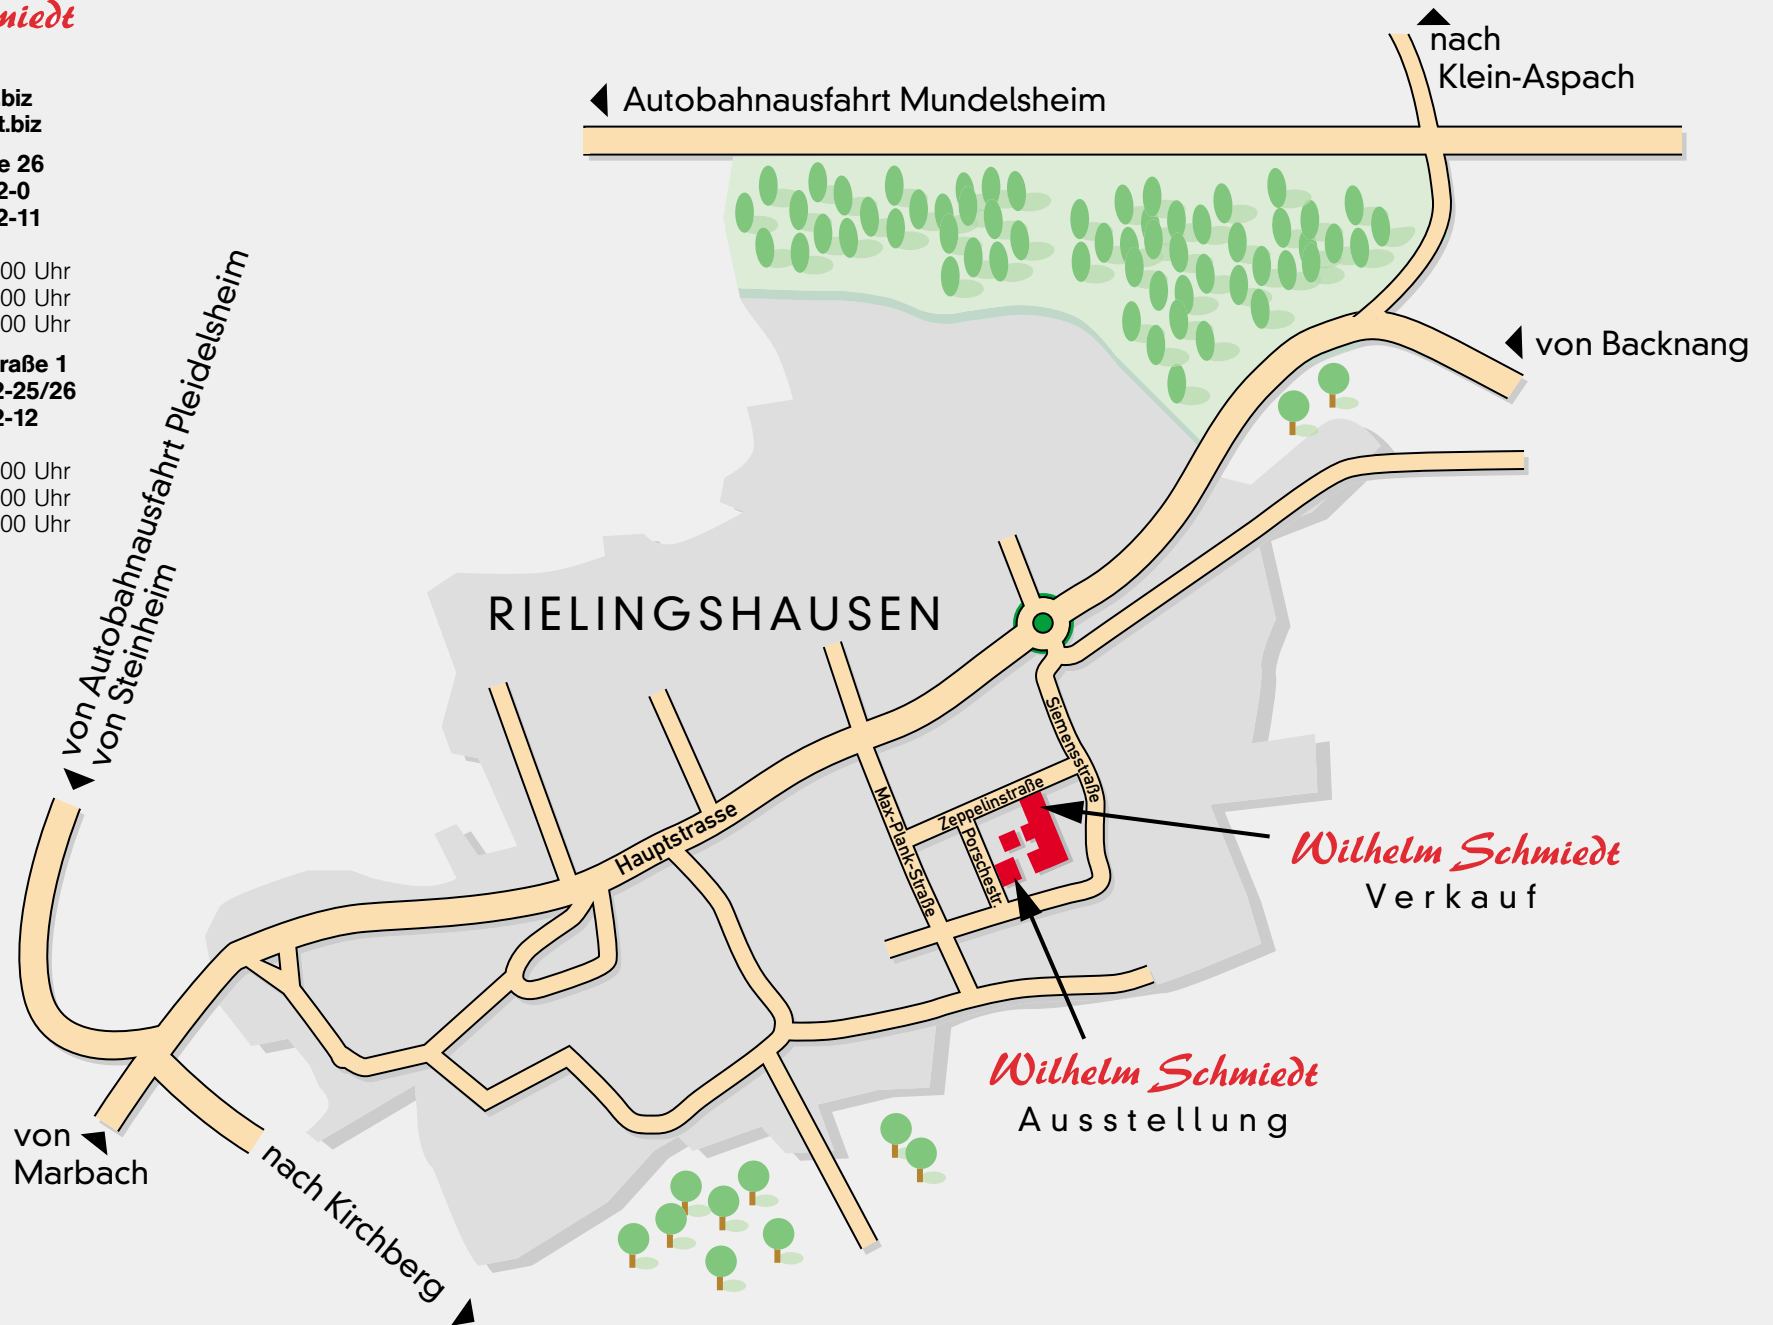 miedt
.biz
t.biz
e 26
2-0
2-11
00 Uhr
00 Uhr
00 Uhr
raße 1
2-25/26
2-12
00 Uhr
00 Uhr
00 Uhr
nach
Klein-Aspach
Autobahnausfahrt Mundelsheim
von Backnang
von Autobahnausfahrt Pleidelsheim
von Steinheim
RIELINGSHAUSEN
Siemensstraße
Zeppelinstraße
Max-Plank-Straße
Porschestr.
Hauptstrasse
Wilhelm Schmiedt
Verkauf
Wilhelm Schmiedt
Ausstellung
von
Marbach
nach Kirchberg